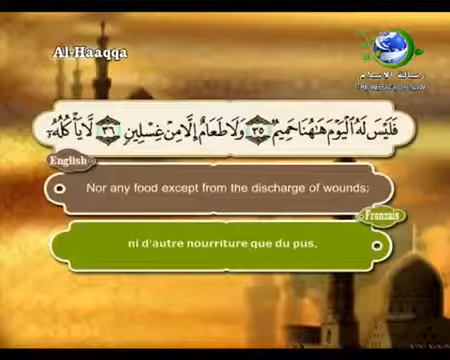 Al-Haaqqa
رسالة الإسلام
THE MESSAGE OF ISLAM
فَلَيْسَ لَهُ ٱلْيَوْمَ هَـٰهُنَا حَمِيمٌ ٣٥ وَلَا طَعَامٌ إِلَّا مِنْ غِسْلِينٍ ٣٦ لَّا يَأْكُلُهُۥٓ
English
Nor any food except from the discharge of wounds;
Francais
ni d'autre nourriture que du pus,